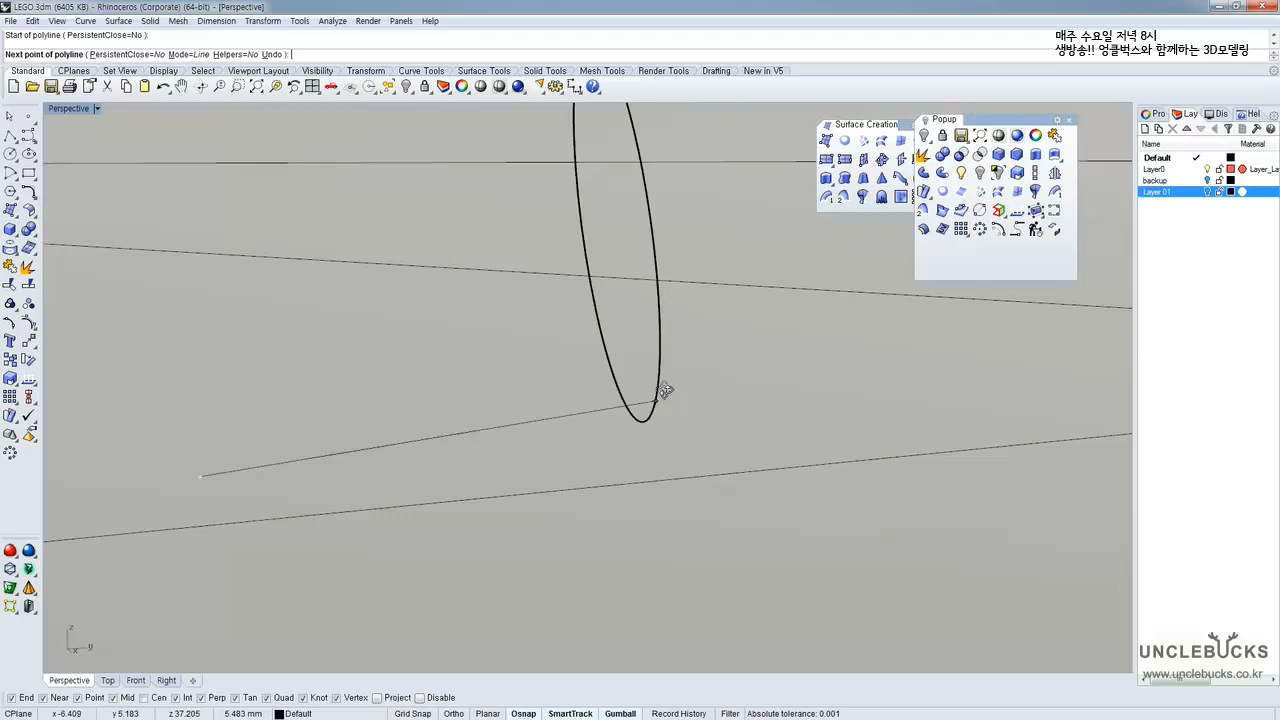 LEGO.3dm (6405 KB) - Rhinoceros (Corporate) (64-bit) - [Perspective]
File Edit View Curve Surface Solid Mesh Dimension Transform Tools Analyze Render Panels Help
Start of polyline ( PersistentClose=No ):
매주 수요일 저녁 8시
생방송!! 엉클벅스와 함께하는 3D모델링
Next point of polyline ( PersistentClose=No Mode=Line Helpers=No Undo ):
Standard CPlanes Set View Display Select Viewport Layout Visibility Transform Curve Tools Surface Tools Solid Tools Mesh Tools Render Tools Drafting New in V5
Perspective
Surface Creation
Popup
Pro Lay Dis Hel
Name Material
Default
Layer0 Layer_La
backup
Layer 01
z
x y
UNCLEBUCKS
www.unclebucks.co.kr
Perspective Top Front Right
End Near Point Mid Cen Int Perp Tan Quad Knot Vertex Project Disable
CPlane x -6.409 y 5.183 z 37.205 5.483 mm Default Grid Snap Ortho Planar Osnap SmartTrack Gumball Record History Filter Absolute tolerance: 0.001